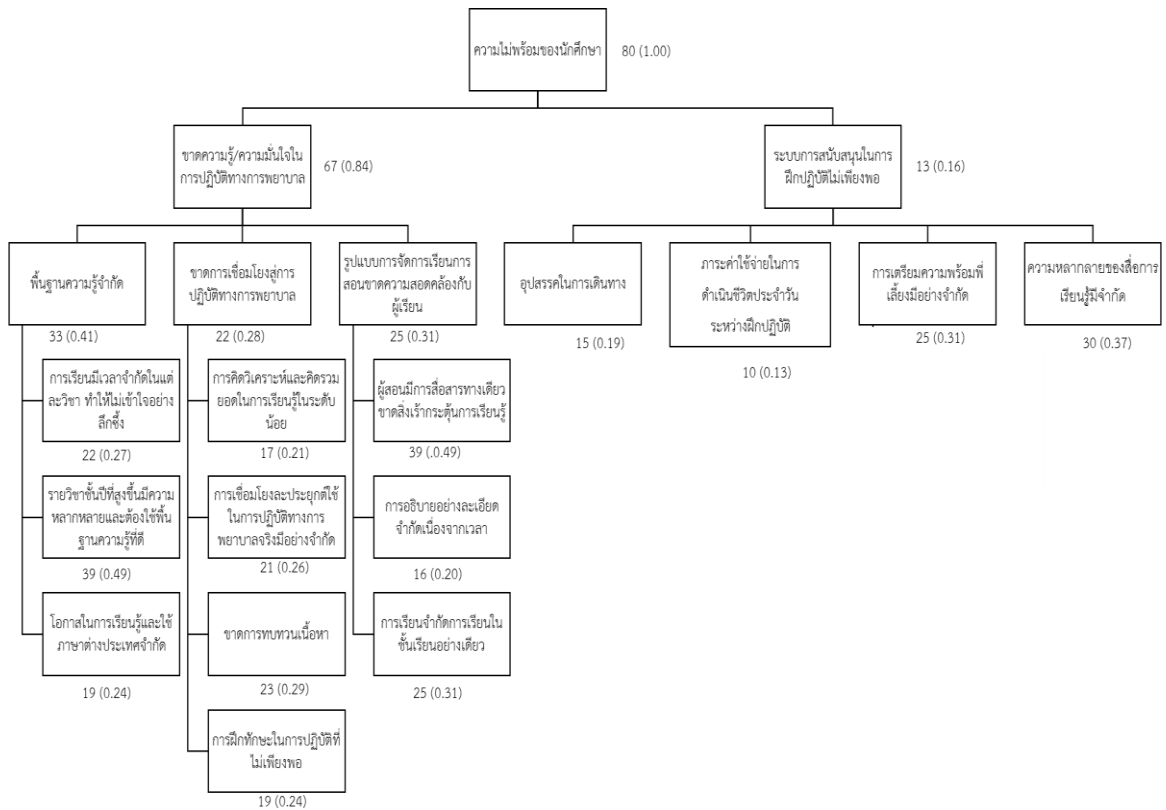 ความไม่พร้อมของนักศึกษา
80 (1.00)
ขาดความรู้/ความมั่นใจใน
การปฏิบัติทางการพยาบาล
67 (0.84)
ระบบการสนับสนุนในการ
ฝึกปฏิบัติไม่เพียงพอ
13 (0.16)
พื้นฐานความรู้จำกัด
33 (0.41)
ขาดการเชื่อมโยงสู่การ
ปฏิบัติทางการพยาบาล
22 (0.28)
รูปแบบการจัดการเรียนการ
สอนขาดความสอดคล้องกับ
ผู้เรียน
25 (0.31)
อุปสรรคในการเดินทาง
15 (0.19)
ภาระค่าใช้จ่ายในการ
ดำเนินชีวิตประจำวัน
ระหว่างฝึกปฏิบัติ
10 (0.13)
การเตรียมความพร้อมพี่
เลี้ยงมีอย่างจำกัด
25 (0.31)
ความหลากลายของสื่อการ
เรียนรู้มีจำกัด
30 (0.37)
การเรียนมีเวลาจำกัดในแต่
ละวิชา ทำให้ไม่เข้าใจอย่าง
ลึกซึ้ง
22 (0.27)
การคิดวิเคราะห์และคิดรวม
ยอดในการเรียนรู้ในระดับ
น้อย
17 (0.21)
ผู้สอนมีการสื่อสารทางเดียว
ขาดสิ่งเร้ากระตุ้นการเรียนรู้
39 (.0.49)
รายวิชาชั้นปีที่สูงขึ้นมีความ
หลากหลายและต้องใช้พื้น
ฐานความรู้ที่ดี
39 (0.49)
การเชื่อมโยงละประยุกต์ใช้
ในการปฏิบัติทางการ
พยาบาลจริงมีอย่างจำกัด
21 (0.26)
การอธิบายอย่างละเอียด
จำกัดเนื่องจากเวลา
16 (0.20)
โอกาสในการเรียนรู้และใช้
ภาษาต่างประเทศจำกัด
19 (0.24)
ขาดการทบทวนเนื้อหา
23 (0.29)
การเรียนจำกัดการเรียนใน
ชั้นเรียนอย่างเดียว
25 (0.31)
การฝึกทักษะในการปฏิบัติที่
ไม่เพียงพอ
19 (0.24)